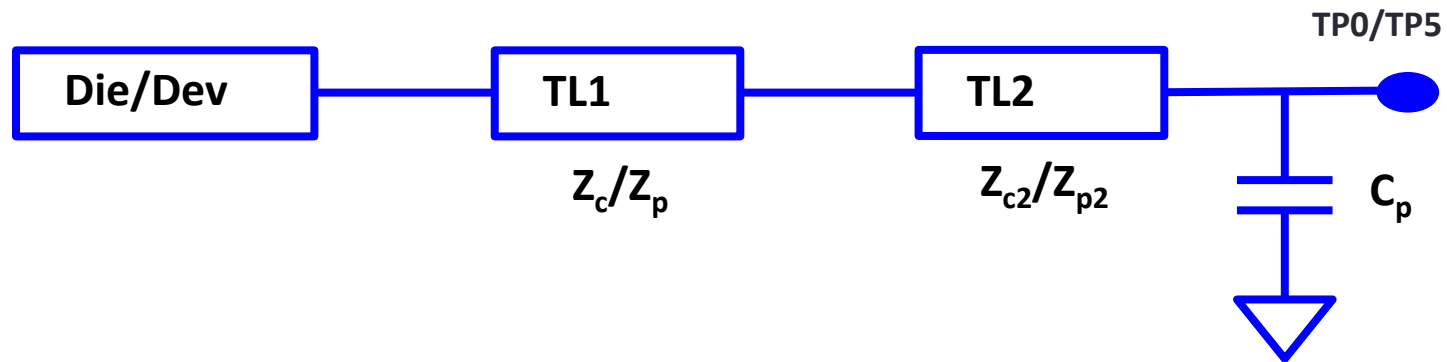 TP0/TP5
Die/Dev
TL1
TL2
Zc/Zp
Zc2/Zp2
Cp